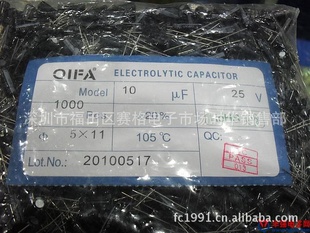 QIFA ELECTROLYTIC CAPACITOR
Model 10 μF 25 V
1000 20%
深圳市福田区赛格电子市场
Φ 5×11 105℃ QC:
PASS
Lot.No.: 20100517
fc1991.cn.alibaba.com